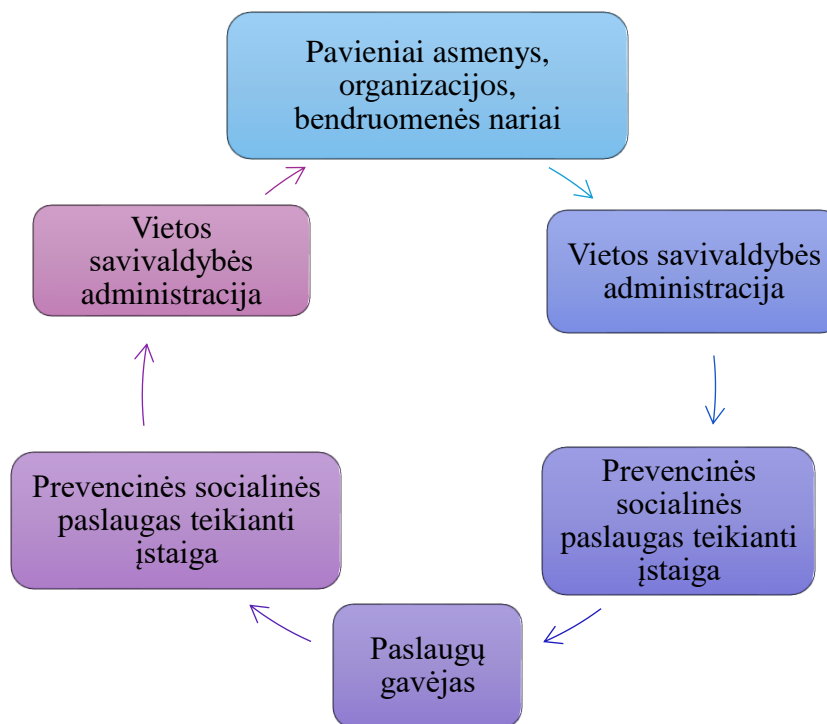 Pavieniai asmenys,
organizacijos,
bendruomenės nariai
Vietos savivaldybės
administracija
Prevencinės
socialinės
paslaugas teikianti
įstaiga
Paslaugų
gavėjas
Prevencinės socialinės
paslaugas teikianti
įstaiga
Vietos
savivaldybės
administracija